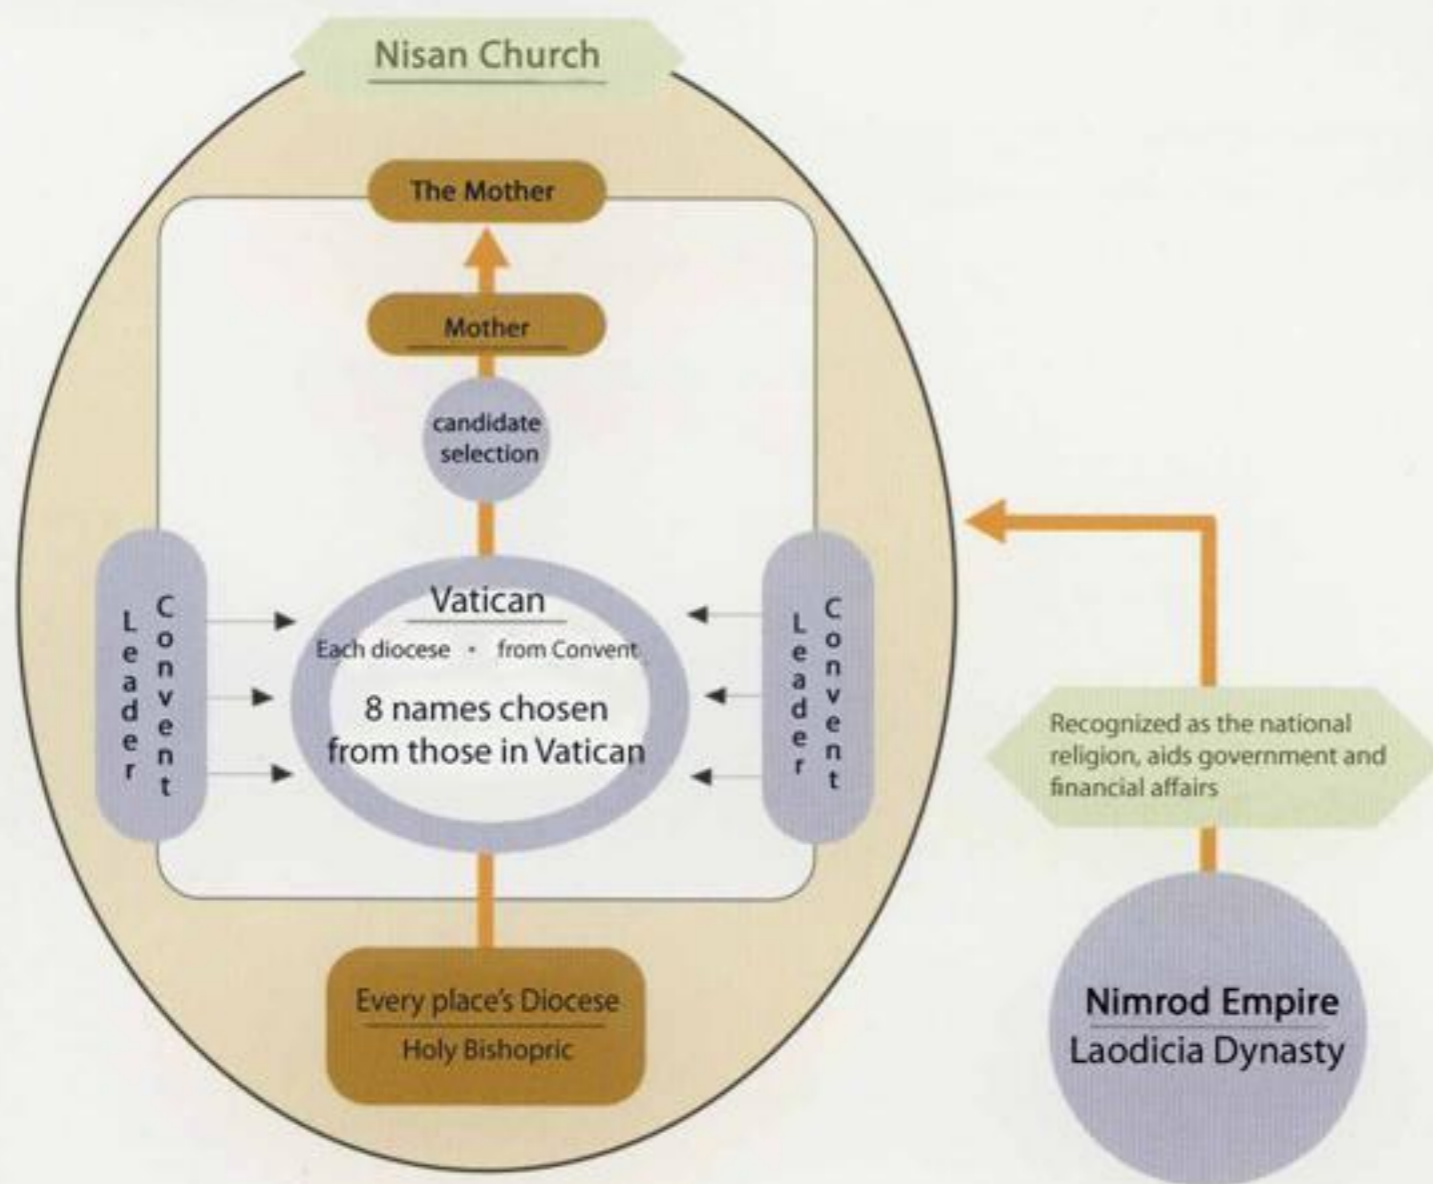 Nisan Church
The Mother
Mother
candidate
selection
Convent
Leader
Vatican
Each diocese • from Convent
8 names chosen
from those in Vatican
Convent
Leader
Every place's Diocese
Holy Bishopric
Recognized as the national
religion, aids government and
financial affairs
Nimrod Empire
Laodicia Dynasty